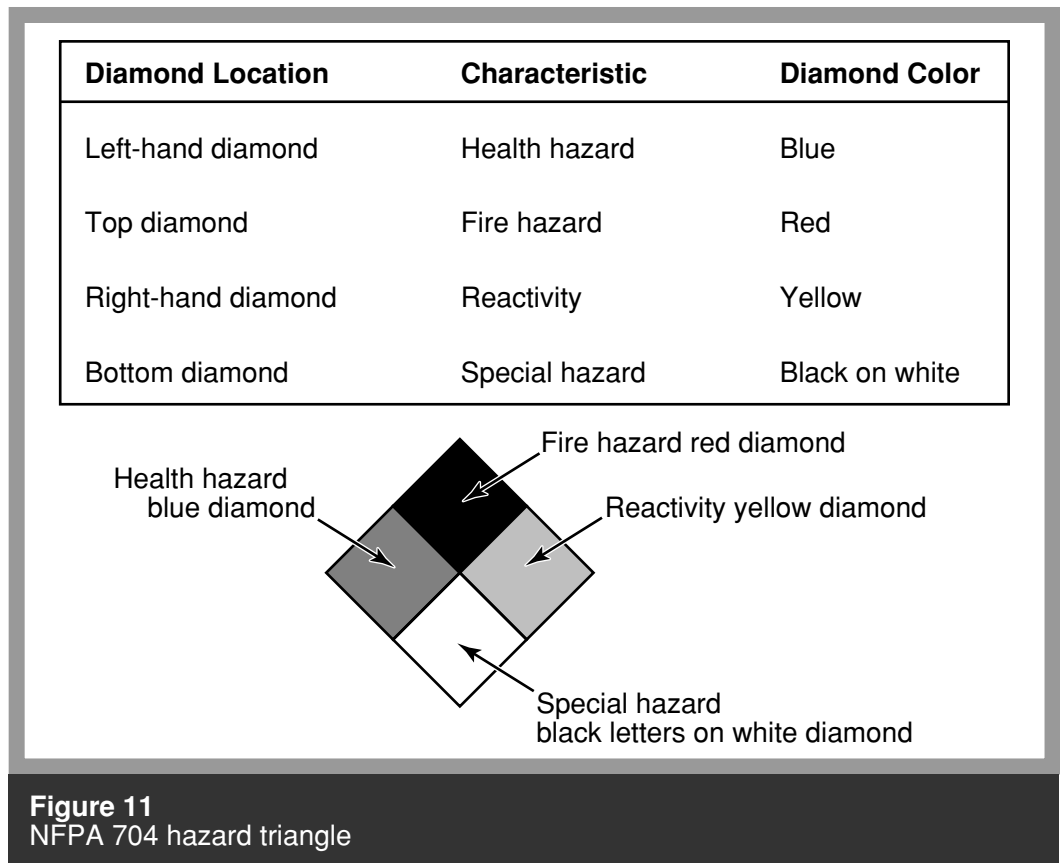 Diamond Location Characteristic Diamond Color
Left-hand diamond Health hazard Blue
Top diamond Fire hazard Red
Right-hand diamond Reactivity Yellow
Bottom diamond Special hazard Black on white
Fire hazard red diamond
Health hazard
blue diamond
Reactivity yellow diamond
Special hazard
black letters on white diamond
Figure 11
NFPA 704 hazard triangle